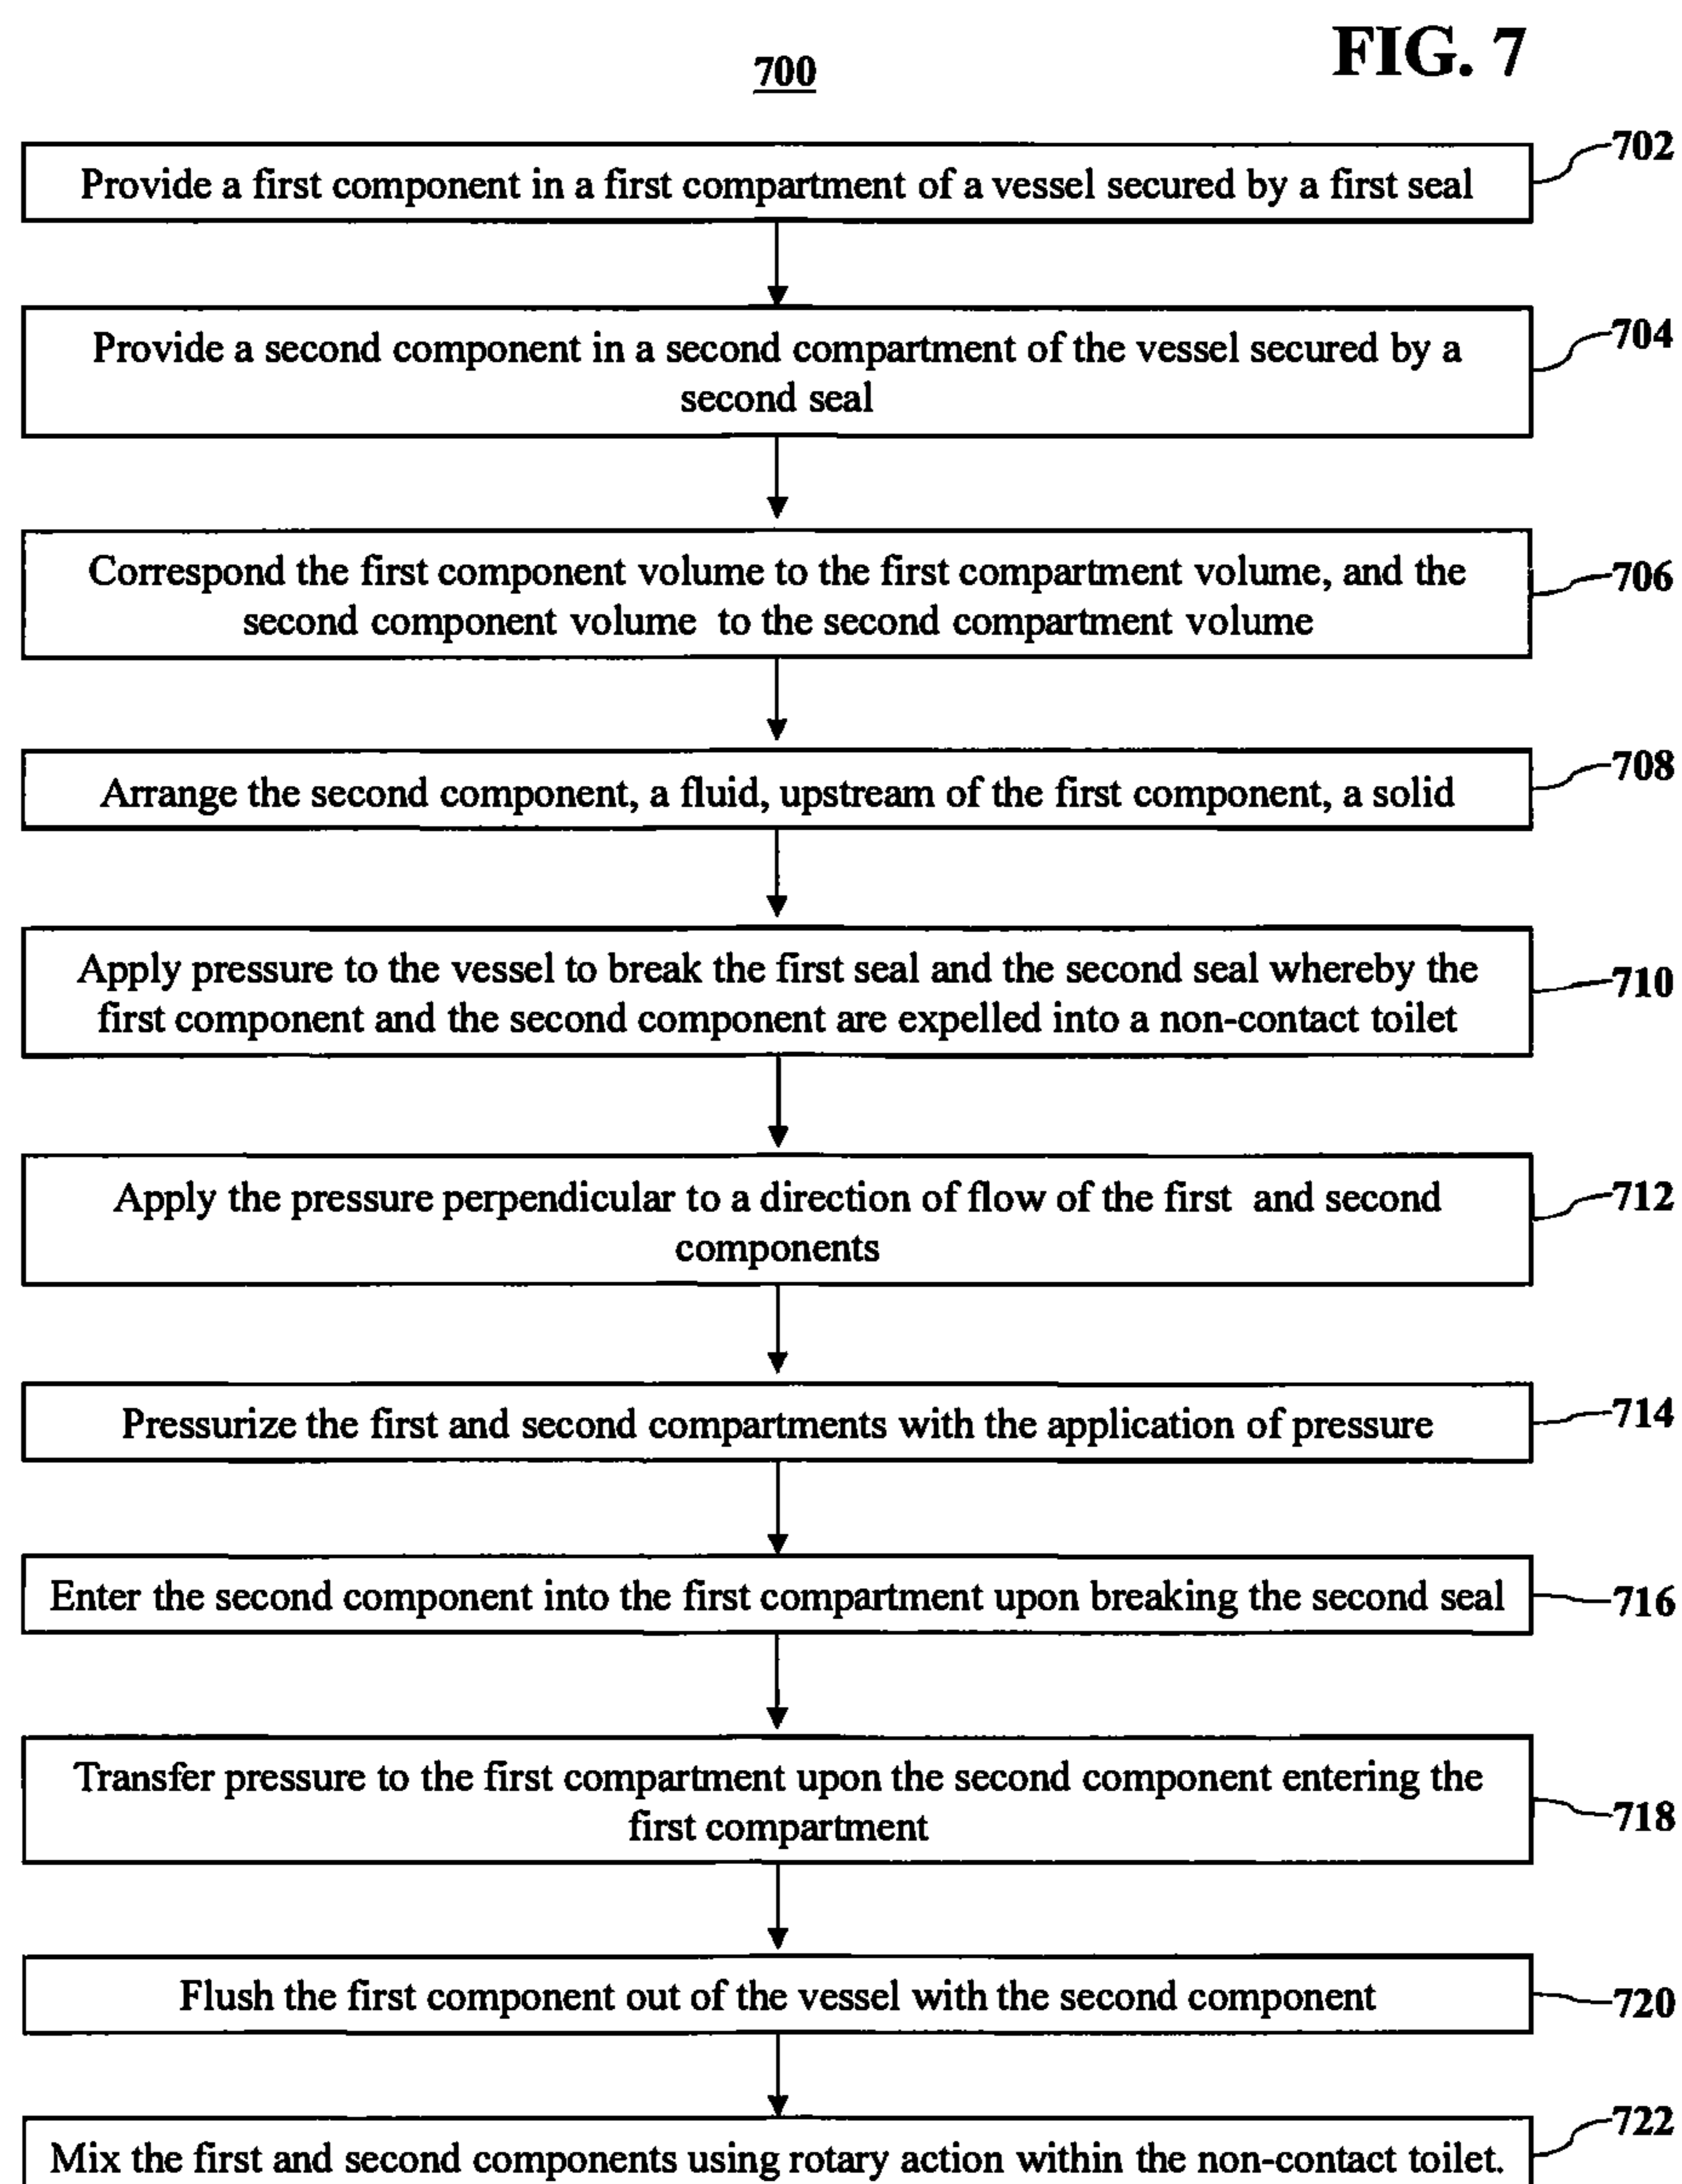 FIG. 7
700
702
Provide a first component in a first compartment of a vessel secured by a first seal
704
Provide a second component in a second compartment of the vessel secured by a
second seal
706
Correspond the first component volume to the first compartment volume, and the
second component volume to the second compartment volume
708
Arrange the second component, a fluid, upstream of the first component, a solid
710
Apply pressure to the vessel to break the first seal and the second seal whereby the
first component and the second component are expelled into a non-contact toilet
712
Apply the pressure perpendicular to a direction of flow of the first and second
components
714
Pressurize the first and second compartments with the application of pressure
716
Enter the second component into the first compartment upon breaking the second seal
718
Transfer pressure to the first compartment upon the second component entering the
first compartment
720
Flush the first component out of the vessel with the second component
722
Mix the first and second components using rotary action within the non-contact toilet.